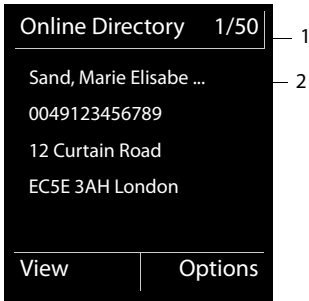 Online Directory 1/50
1
Sand, Marie Elisabe ...
2
0049123456789
12 Curtain Road
EC5E 3AH London
View Options